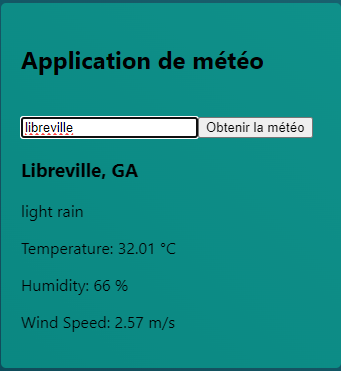 Application de météo
libreville Obtenir la météo
Libreville, GA
light rain
Temperature: 32.01 °C
Humidity: 66 %
Wind Speed: 2.57 m/s